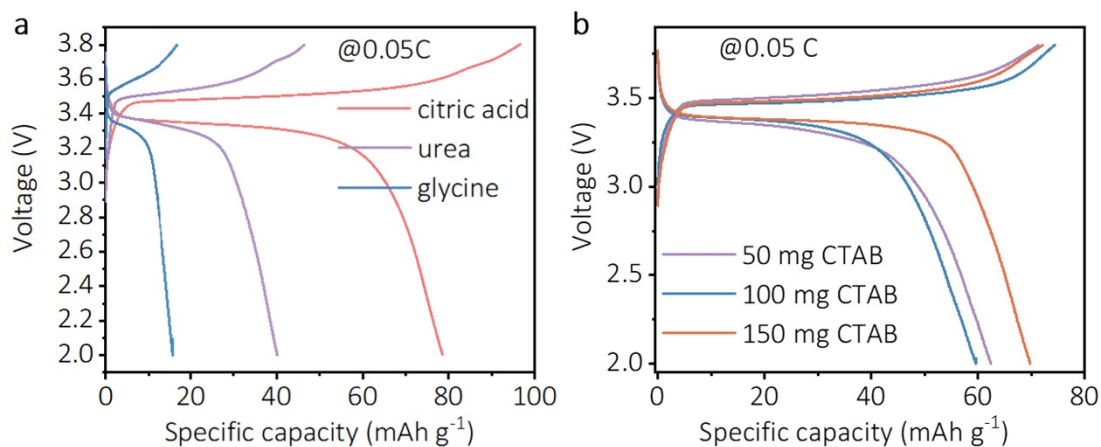 a
@0.05C
citric acid
urea
glycine
Voltage (V)
3.8
3.6
3.4
3.2
3.0
2.8
2.6
2.4
2.2
2.0
0 20 40 60 80 100
Specific capacity (mAh g⁻¹)
b
@0.05 C
50 mg CTAB
100 mg CTAB
150 mg CTAB
Voltage (V)
3.5
3.0
2.5
2.0
0 20 40 60 80
Specific capacity (mAh g⁻¹)